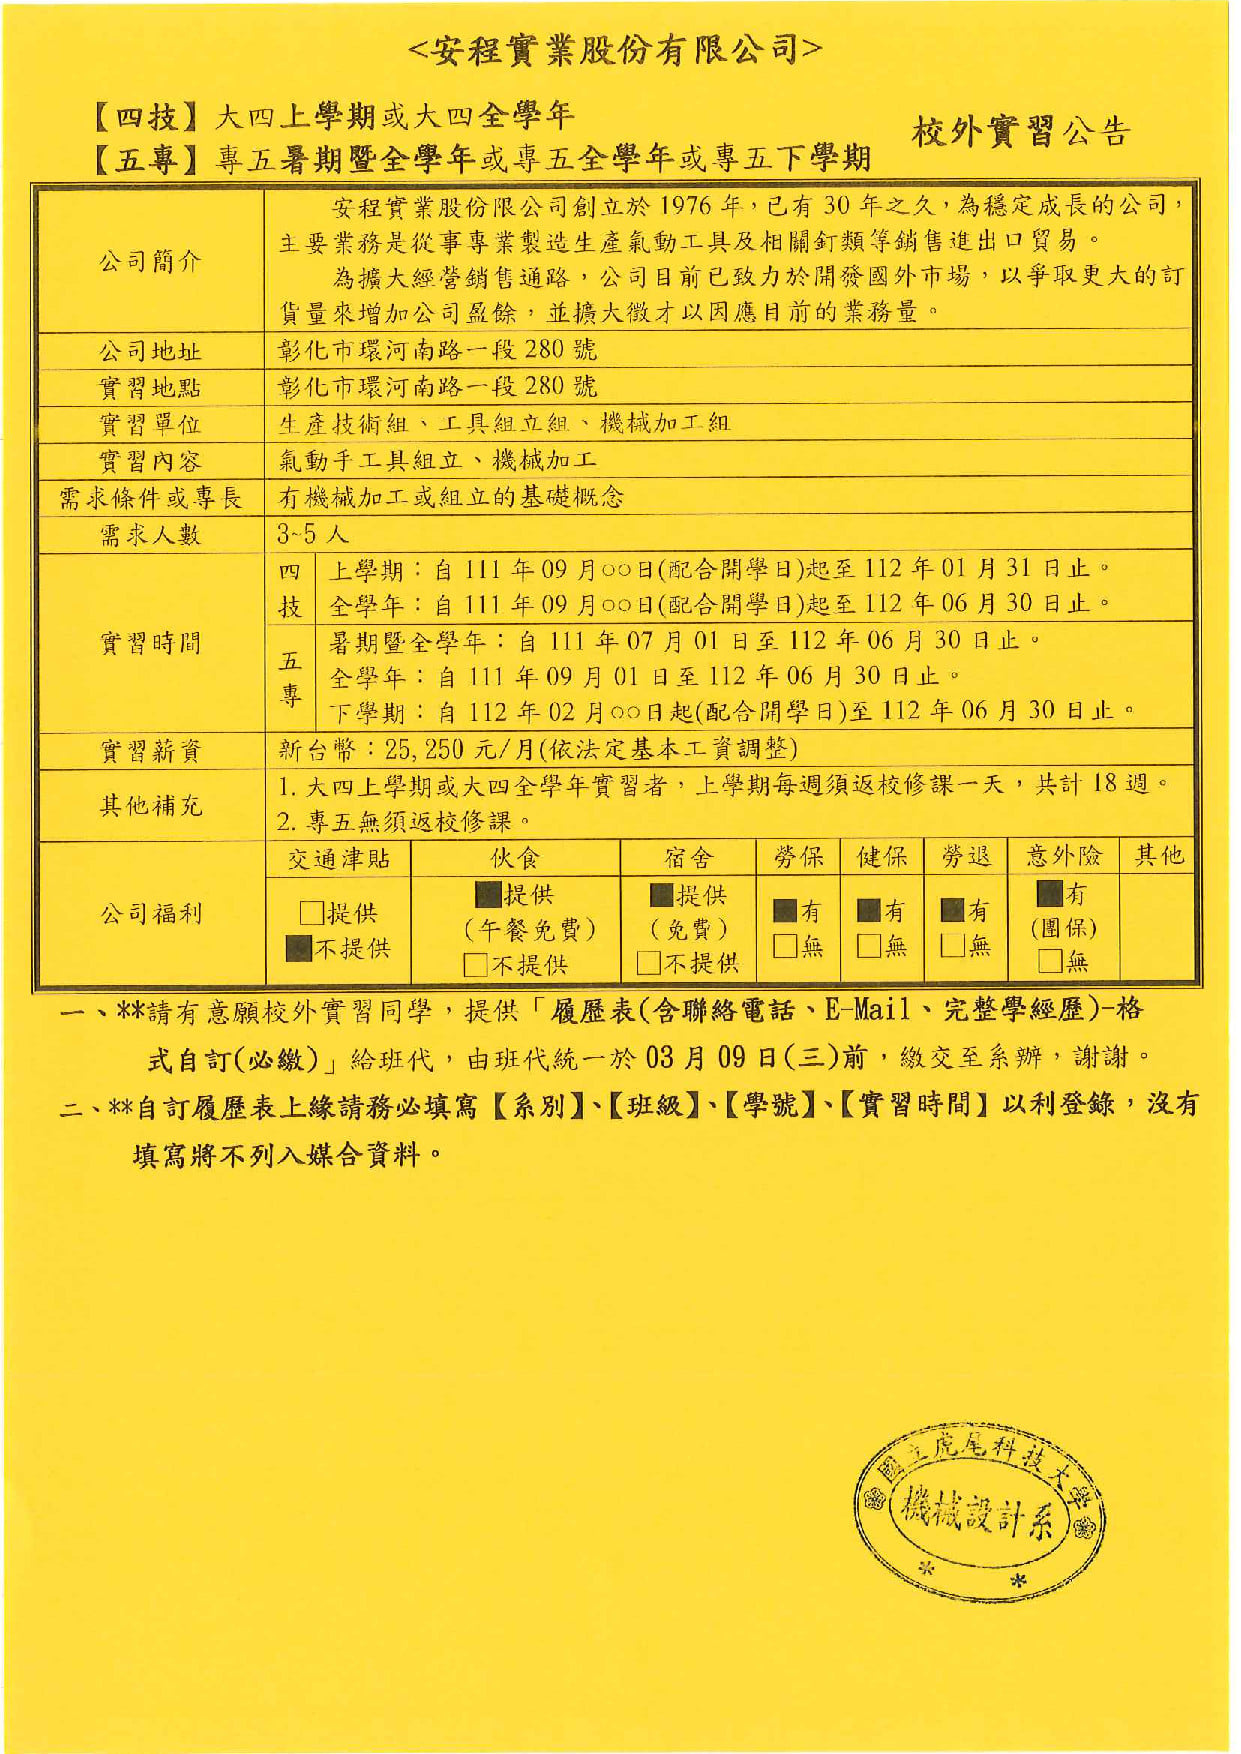 <安程實業股份有限公司>
【四技】大四上學期或大四全學年
【五專】專五暑期暨全學年或專五全學年或專五下學期
校外實習公告
公司簡介
安程實業股份限公司創立於 1976 年，已有 30 年之久，為穩定成長的公司，
主要業務是從事專業製造生產氣動工具及相關釘類等銷售進出口貿易。
為擴大經營銷售通路，公司目前已致力於開發國外市場，以爭取更大的訂
貨量來增加公司盈餘，並擴大徵才以因應目前的業務量。
公司地址 彰化市環河南路一段 280 號
實習地點 彰化市環河南路一段 280 號
實習單位 生產技術組、工具組立組、機械加工組
實習內容 氣動手工具組立、機械加工
需求條件或專長 有機械加工或組立的基礎概念
需求人數 3~5 人
實習時間
四技
上學期：自 111 年 09 月○○日(配合開學日)起至 112 年 01 月 31 日止。
全學年：自 111 年 09 月○○日(配合開學日)起至 112 年 06 月 30 日止。
五專
暑期暨全學年：自 111 年 07 月 01 日至 112 年 06 月 30 日止。
全學年：自 111 年 09 月 01 日至 112 年 06 月 30 日止。
下學期：自 112 年 02 月○○日起(配合開學日)至 112 年 06 月 30 日止。
實習薪資 新台幣：25,250 元/月(依法定基本工資調整)
其他補充
1. 大四上學期或大四全學年實習者，上學期每週須返校修課一天，共計 18 週。
2. 專五無須返校修課。
公司福利
交通津貼 伙食 宿舍 勞保 健保 勞退 意外險 其他
□提供
■不提供
■提供
(午餐免費)
□不提供
■提供
(免費)
□不提供
■有
□無
■有
□無
■有
□無
■有
(團保)
□無
一、**請有意願校外實習同學，提供「履歷表(含聯絡電話、E-Mail、完整學經歷)-格
式自訂(必繳)」給班代，由班代統一於 03 月 09 日(三)前，繳交至系辦，謝謝。
二、**自訂履歷表上緣請務必填寫【系別】、【班級】、【學號】、【實習時間】以利登錄，沒有
填寫將不列入媒合資料。
國立虎尾科技大學
機械設計系